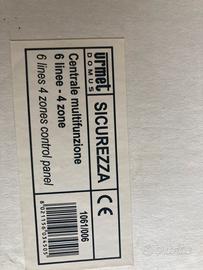 urmet
DOMUS
SICUREZZA
CE
Centrale multifunzione
6 linee - 4 zone
6 lines 4 zones control panel
1061/006